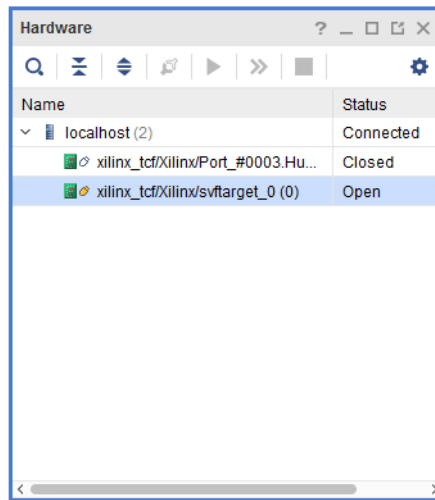 Hardware
Name Status
localhost (2) Connected
xilinx_tcf/Xilinx/Port_#0003.Hu... Closed
xilinx_tcf/Xilinx/svftarget_0 (0) Open